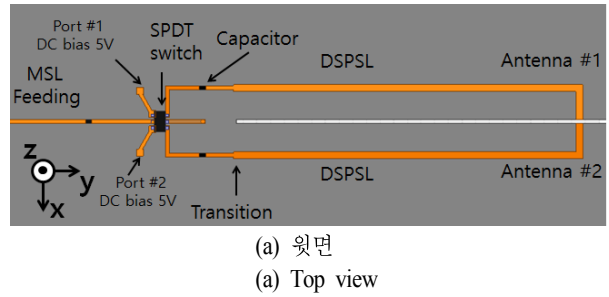 Port #1
DC bias 5V
SPDT
switch
Capacitor
DSPSL
Antenna #1
MSL
Feeding
z
y
x
Port #2
DC bias 5V
Transition
DSPSL
Antenna #2
(a) 윗면
(a) Top view